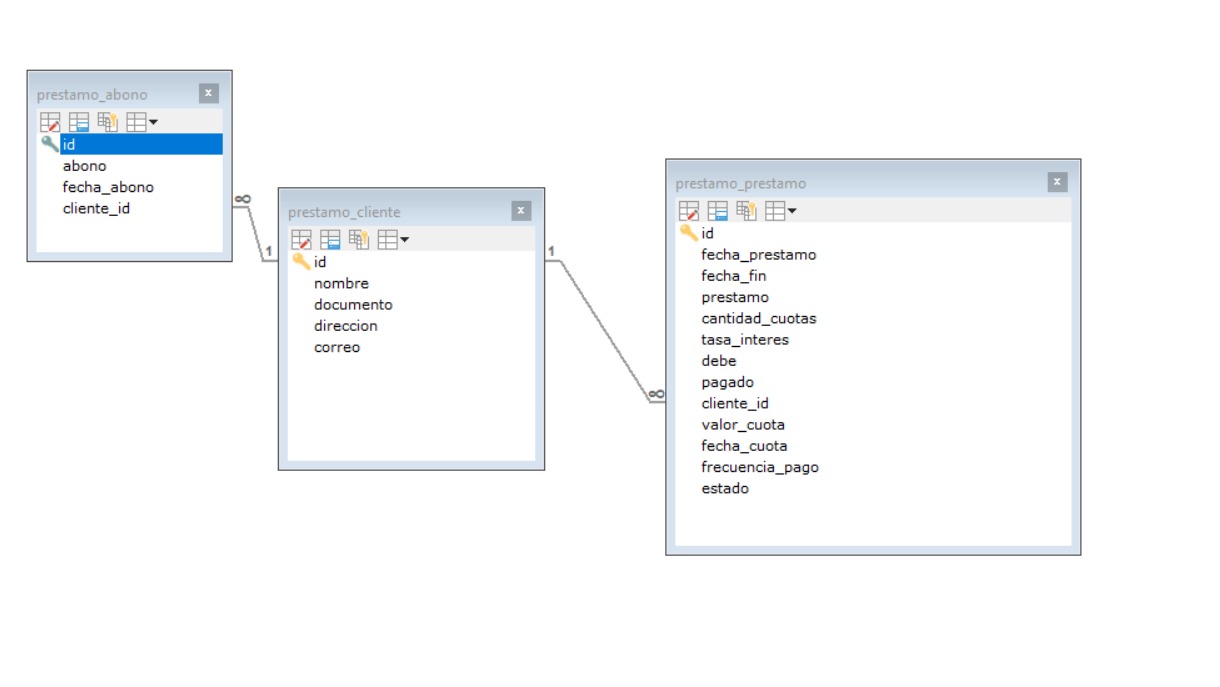 prestamo_abono
id
abono
fecha_abono
cliente_id
∞
1
prestamo_cliente
id
nombre
documento
direccion
correo
1
∞
prestamo_prestamo
id
fecha_prestamo
fecha_fin
prestamo
cantidad_cuotas
tasa_interes
debe
pagado
cliente_id
valor_cuota
fecha_cuota
frecuencia_pago
estado